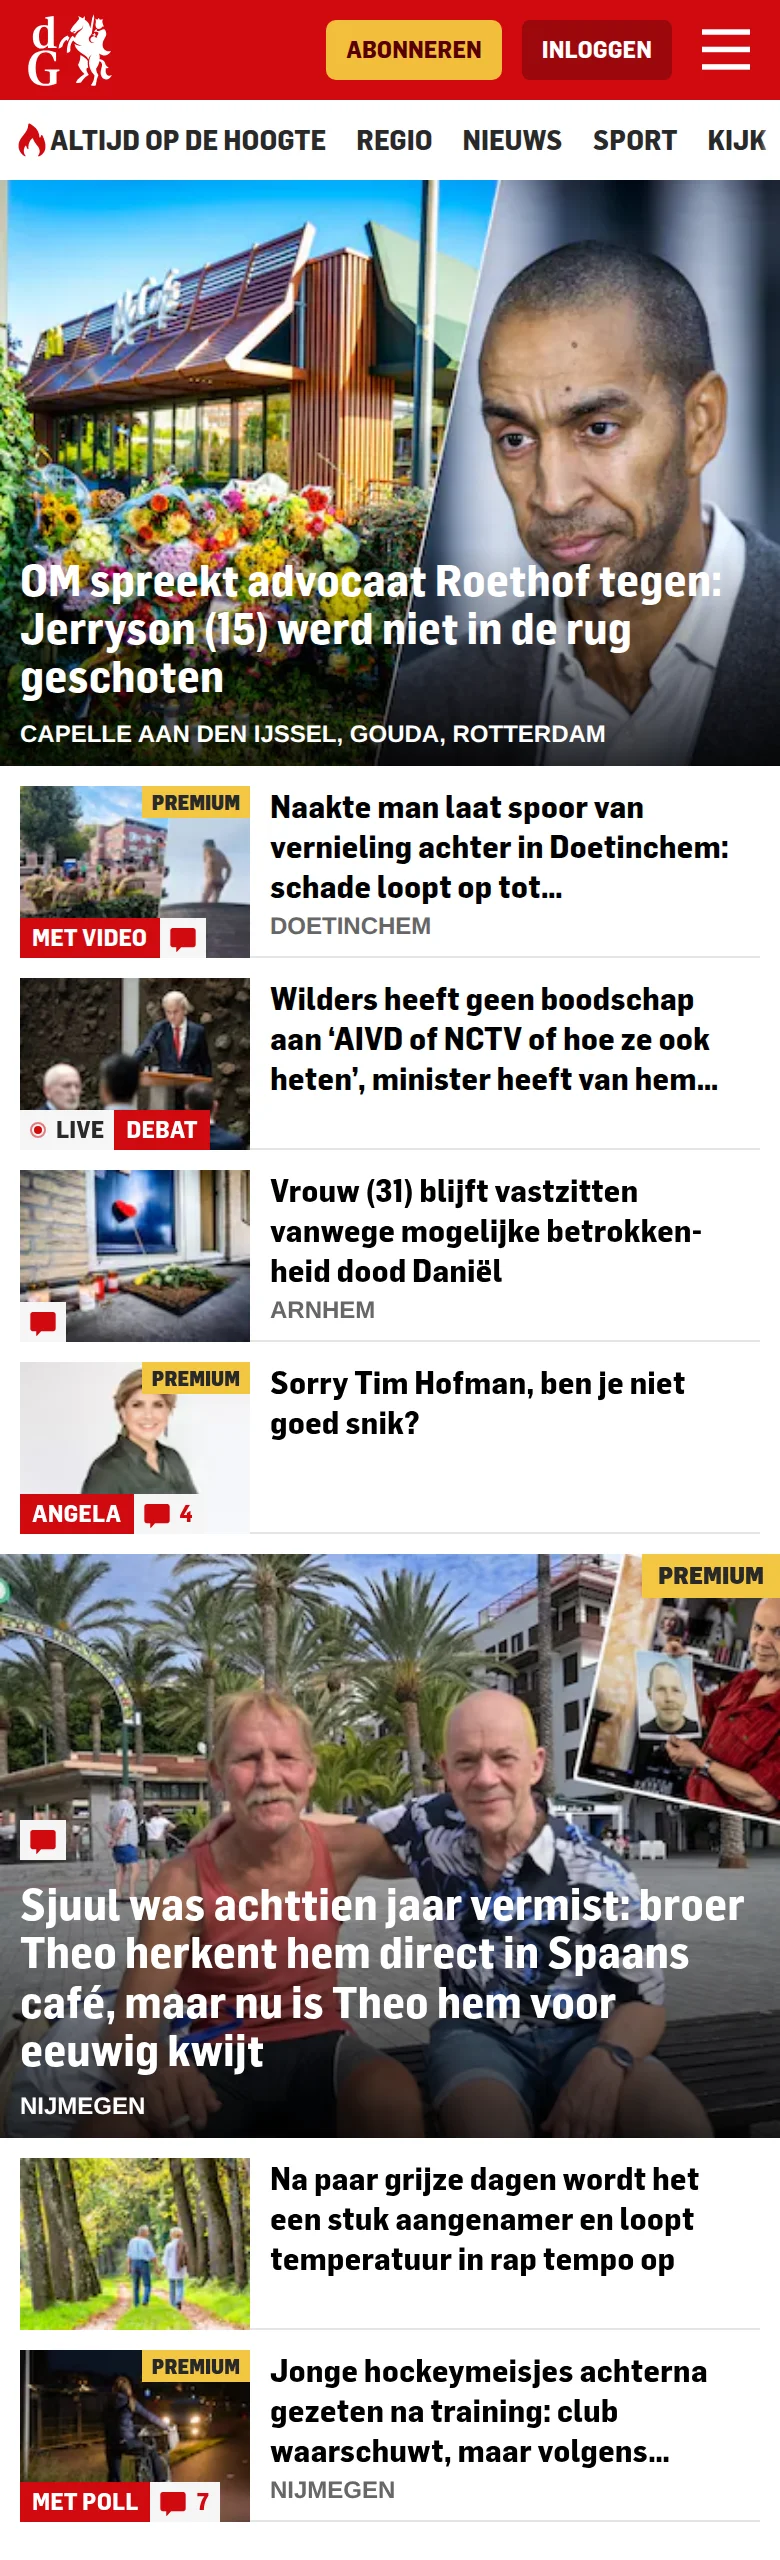 dG
ABONNEREN
INLOGGEN
ALTIJD OP DE HOOGTE
REGIO
NIEUWS
SPORT
KIJK
McCafé
OM spreekt advocaat Roethof tegen:
Jerryson (15) werd niet in de rug
geschoten
CAPELLE AAN DEN IJSSEL, GOUDA, ROTTERDAM
PREMIUM
MET VIDEO
Naakte man laat spoor van
vernieling achter in Doetinchem:
schade loopt op tot...
DOETINCHEM
LIVE
DEBAT
Wilders heeft geen boodschap
aan ‘AIVD of NCTV of hoe ze ook
heten’, minister heeft van hem...
Vrouw (31) blijft vastzitten
vanwege mogelijke betrokken-
heid dood Daniël
ARNHEM
PREMIUM
ANGELA
4
Sorry Tim Hofman, ben je niet
goed snik?
PREMIUM
Sjuul was achttien jaar vermist: broer
Theo herkent hem direct in Spaans
café, maar nu is Theo hem voor
eeuwig kwijt
NIJMEGEN
Na paar grijze dagen wordt het
een stuk aangenamer en loopt
temperatuur in rap tempo op
PREMIUM
MET POLL
7
Jonge hockeymeisjes achterna
gezeten na training: club
waarschuwt, maar volgens...
NIJMEGEN